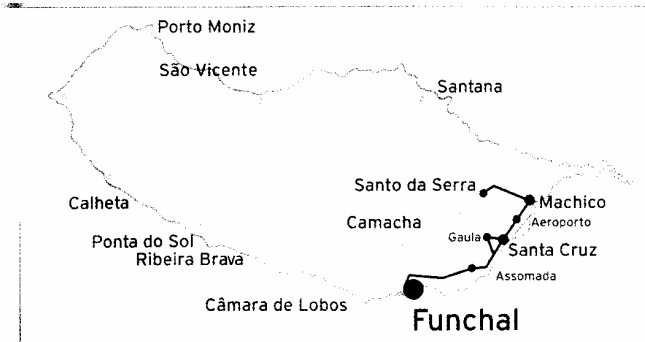 Porto Moniz
São Vicente
Santana
Santo da Serra
Machico
Calheta
Camacha
Aeroporto
Gaula
Ponta do Sol
Santa Cruz
Ribeira Brava
Assomada
Câmara de Lobos
Funchal